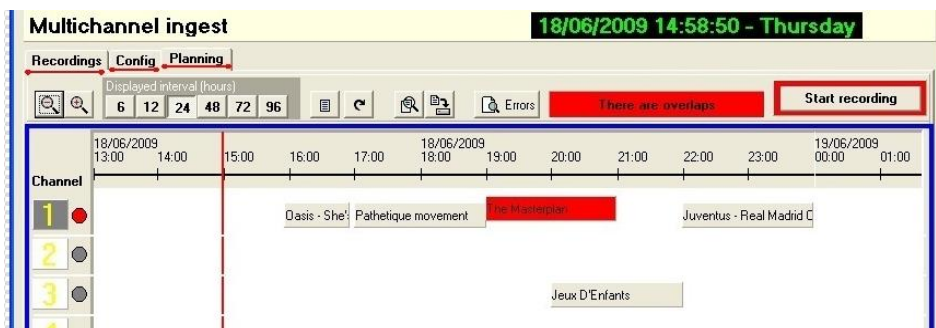 Multichannel ingest 18/06/2009 14:58:50 - Thursday
Recordings Config Planning
Displayed interval (hours)
6 12 24 48 72 96 Errors There are overlaps Start recording
18/06/2009 18/06/2009 19/06/2009
13:00 14:00 15:00 16:00 17:00 18:00 19:00 20:00 21:00 22:00 23:00 00:00 01:00
Channel
1 Oasis - She's Pathetique movement The Masterplan Juventus - Real Madrid C
2
3 Jeux D'Enfants